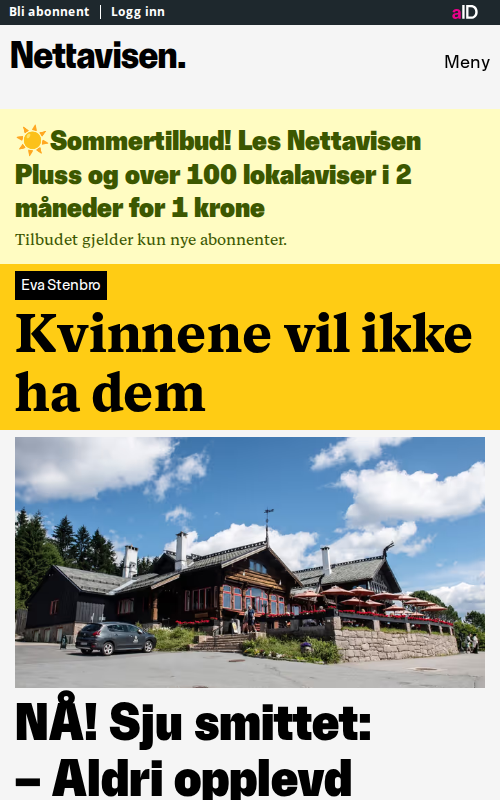 Bli abonnent | Logg inn
aID
Nettavisen.
Meny
☀️Sommertilbud! Les Nettavisen
Pluss og over 100 lokalaviser i 2
måneder for 1 krone
Tilbudet gjelder kun nye abonnenter.
Eva Stenbro
Kvinnene vil ikke
ha dem
NÅ! Sju smittet:
– Aldri opplevd